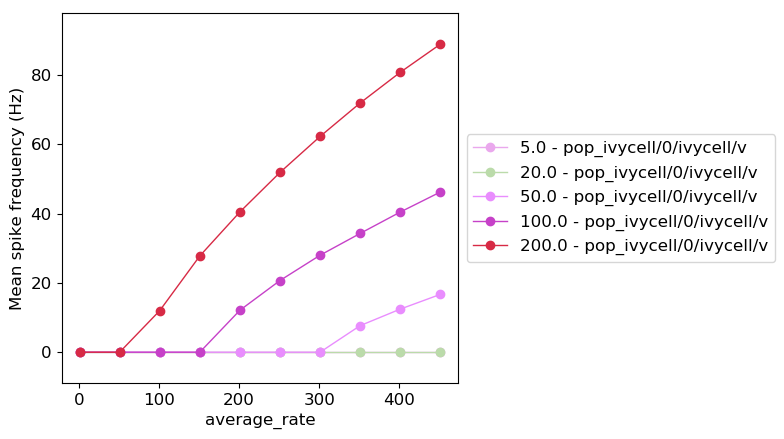 Mean spike frequency (Hz)
80
60
40
20
0
0 100 200 300 400
average_rate
5.0 - pop_ivycell/0/ivycell/v
20.0 - pop_ivycell/0/ivycell/v
50.0 - pop_ivycell/0/ivycell/v
100.0 - pop_ivycell/0/ivycell/v
200.0 - pop_ivycell/0/ivycell/v